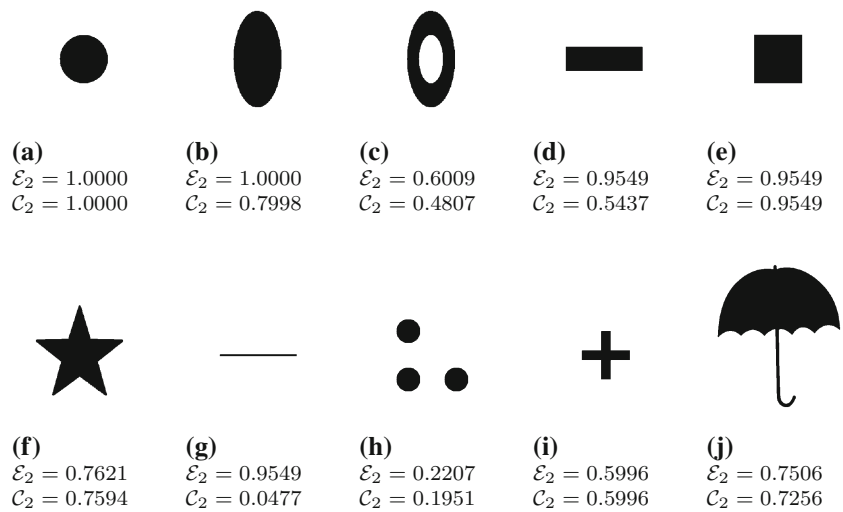 (a) (b) (c) (d) (e)
ℰ₂ = 1.0000 ℰ₂ = 1.0000 ℰ₂ = 0.6009 ℰ₂ = 0.9549 ℰ₂ = 0.9549
𝒞₂ = 1.0000 𝒞₂ = 0.7998 𝒞₂ = 0.4807 𝒞₂ = 0.5437 𝒞₂ = 0.9549
(f) (g) (h) (i) (j)
ℰ₂ = 0.7621 ℰ₂ = 0.9549 ℰ₂ = 0.2207 ℰ₂ = 0.5996 ℰ₂ = 0.7506
𝒞₂ = 0.7594 𝒞₂ = 0.0477 𝒞₂ = 0.1951 𝒞₂ = 0.5996 𝒞₂ = 0.7256